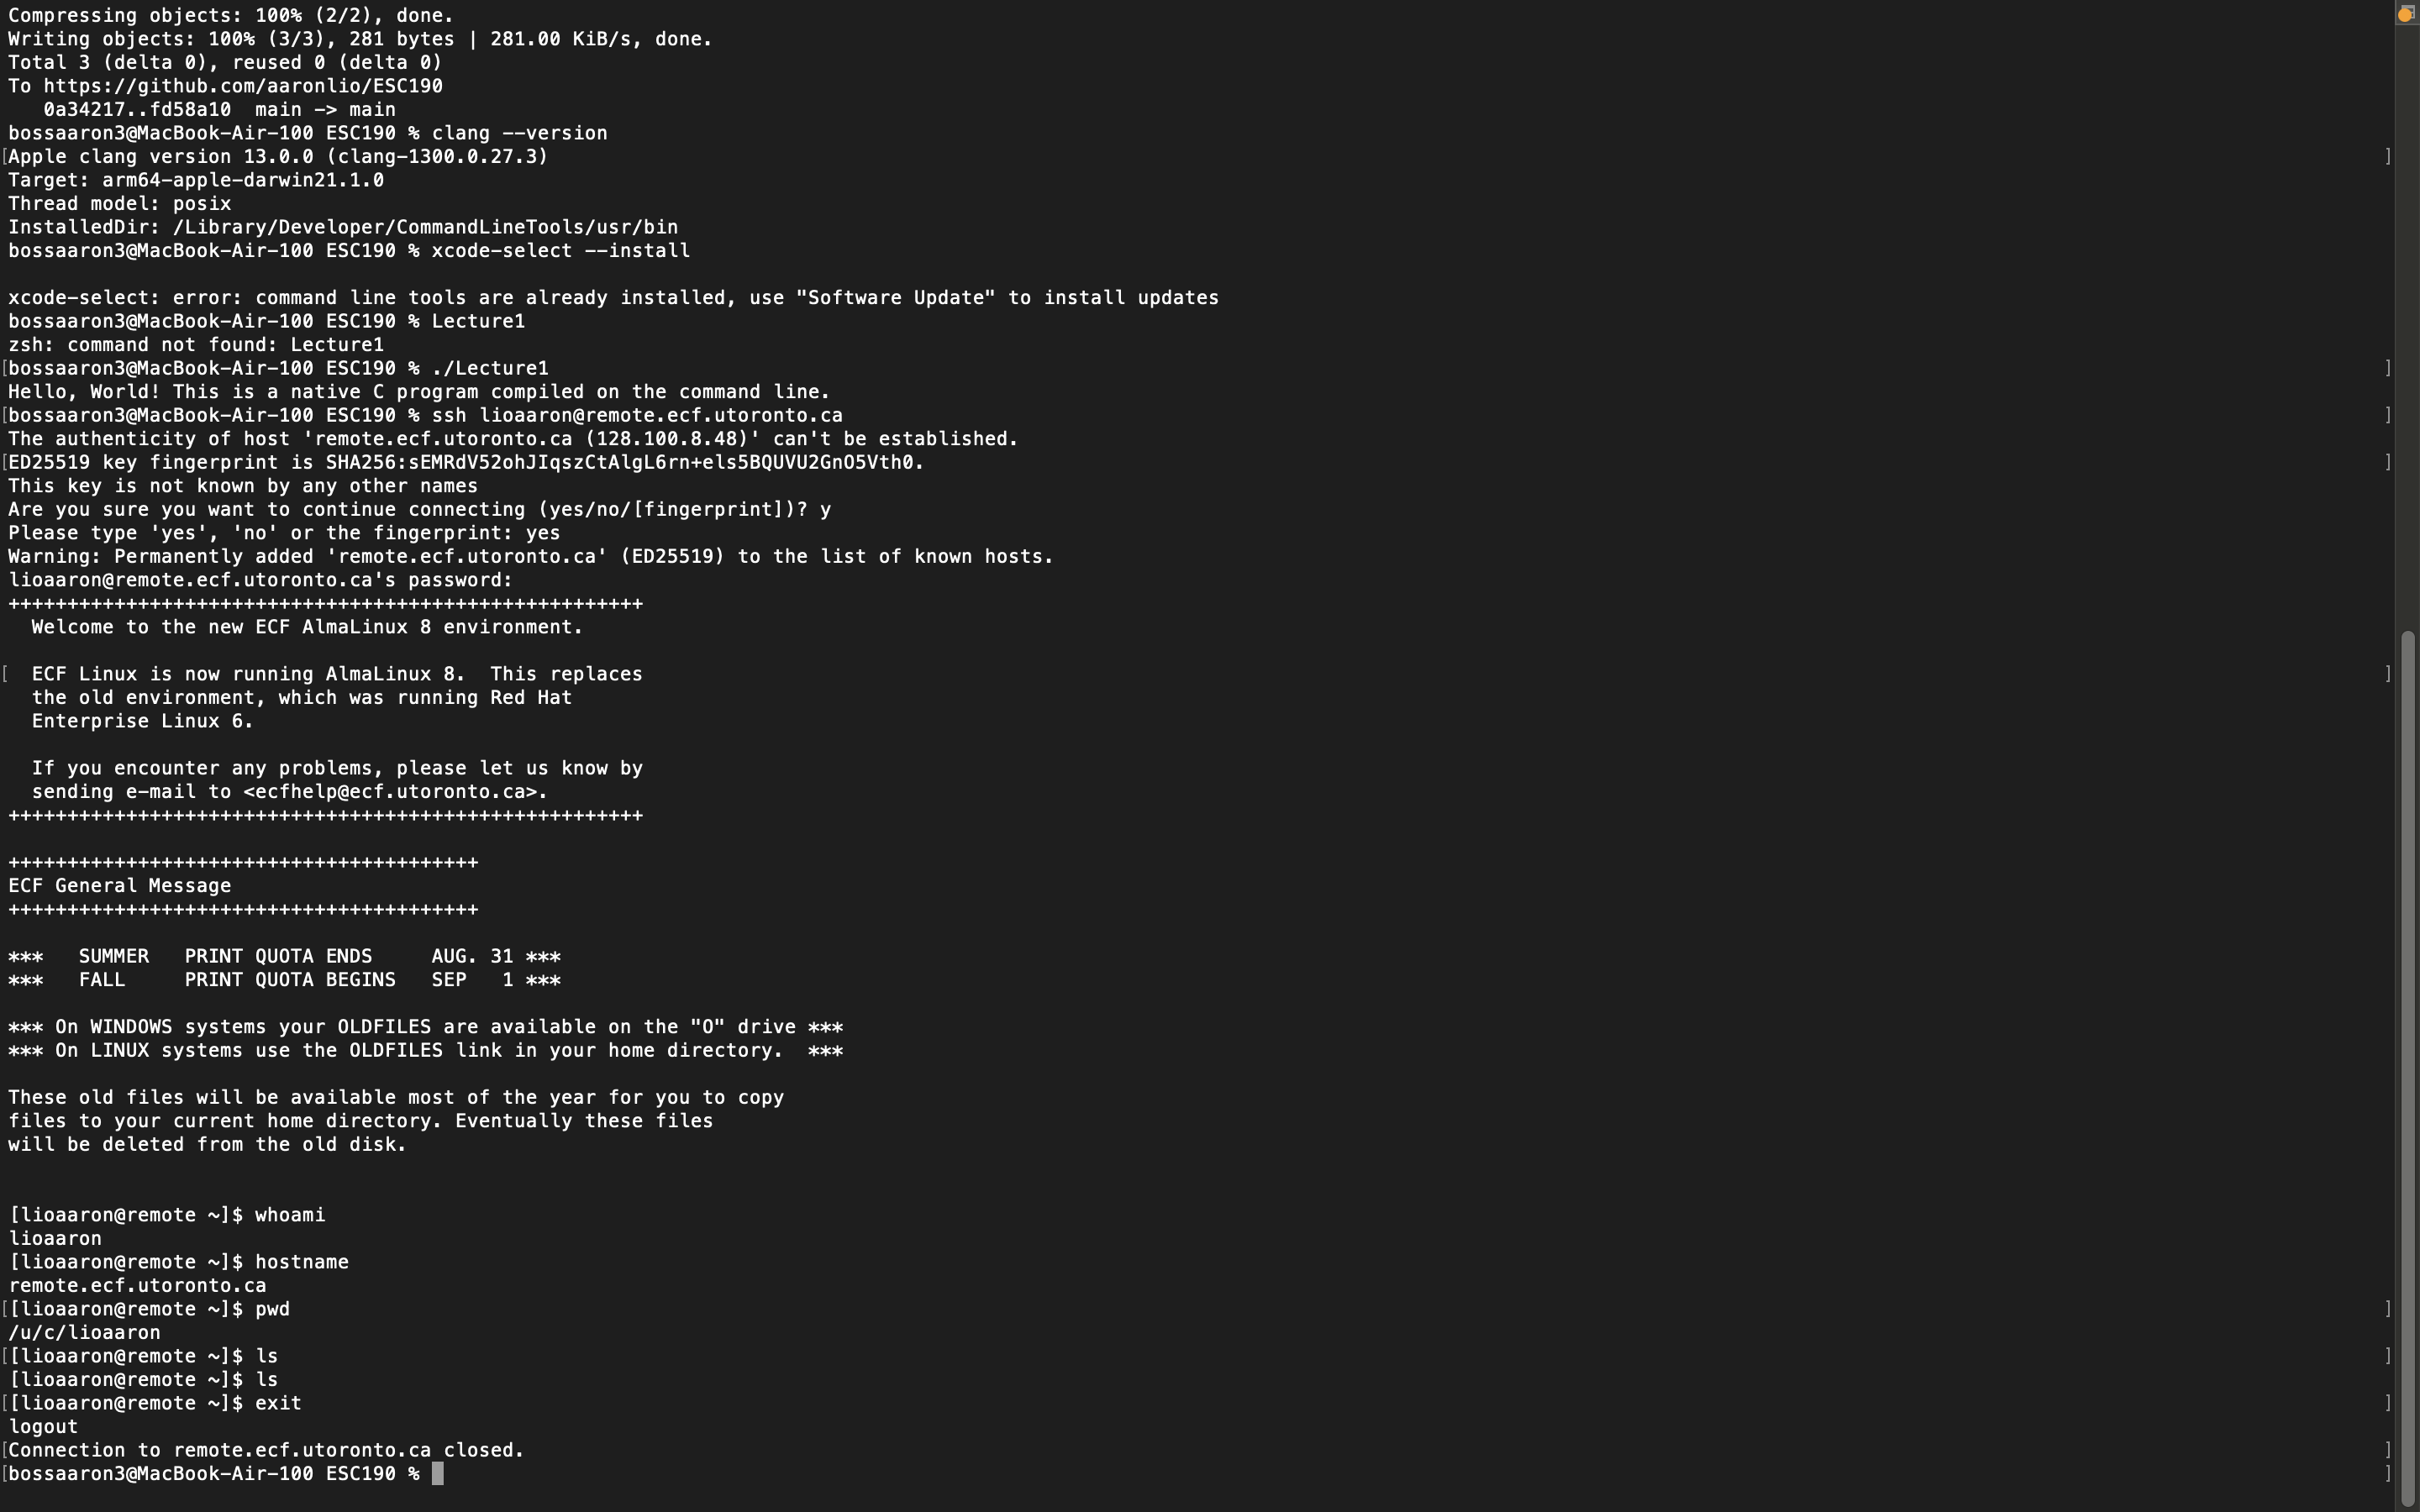 Compressing objects: 100% (2/2), done.
Writing objects: 100% (3/3), 281 bytes | 281.00 KiB/s, done.
Total 3 (delta 0), reused 0 (delta 0)
To https://github.com/aaronlio/ESC190
   0a34217..fd58a10  main -> main
bossaaron3@MacBook-Air-100 ESC190 % clang --version
[Apple clang version 13.0.0 (clang-1300.0.27.3) ]
Target: arm64-apple-darwin21.1.0
Thread model: posix
InstalledDir: /Library/Developer/CommandLineTools/usr/bin
bossaaron3@MacBook-Air-100 ESC190 % xcode-select --install
xcode-select: error: command line tools are already installed, use "Software Update" to install updates
bossaaron3@MacBook-Air-100 ESC190 % Lecture1
zsh: command not found: Lecture1
[bossaaron3@MacBook-Air-100 ESC190 % ./Lecture1 ]
Hello, World! This is a native C program compiled on the command line.
[bossaaron3@MacBook-Air-100 ESC190 % ssh lioaaron@remote.ecf.utoronto.ca ]
The authenticity of host 'remote.ecf.utoronto.ca (128.100.8.48)' can't be established.
[ED25519 key fingerprint is SHA256:sEMRdV52ohJIqszCtAlgL6rn+els5BQUVU2GnO5Vth0. ]
This key is not known by any other names
Are you sure you want to continue connecting (yes/no/[fingerprint])? y
Please type 'yes', 'no' or the fingerprint: yes
Warning: Permanently added 'remote.ecf.utoronto.ca' (ED25519) to the list of known hosts.
lioaaron@remote.ecf.utoronto.ca's password:
++++++++++++++++++++++++++++++++++++++++++++++++++++++
  Welcome to the new ECF AlmaLinux 8 environment.
[  ECF Linux is now running AlmaLinux 8.  This replaces ]
  the old environment, which was running Red Hat
  Enterprise Linux 6.
  If you encounter any problems, please let us know by
  sending e-mail to <ecfhelp@ecf.utoronto.ca>.
++++++++++++++++++++++++++++++++++++++++++++++++++++++
++++++++++++++++++++++++++++++++++++++++
ECF General Message
++++++++++++++++++++++++++++++++++++++++
***   SUMMER   PRINT QUOTA ENDS     AUG. 31 ***
***   FALL     PRINT QUOTA BEGINS   SEP   1 ***
*** On WINDOWS systems your OLDFILES are available on the "O" drive ***
*** On LINUX systems use the OLDFILES link in your home directory.  ***
These old files will be available most of the year for you to copy
files to your current home directory. Eventually these files
will be deleted from the old disk.
[lioaaron@remote ~]$ whoami
lioaaron
[lioaaron@remote ~]$ hostname
remote.ecf.utoronto.ca
[[lioaaron@remote ~]$ pwd ]
/u/c/lioaaron
[[lioaaron@remote ~]$ ls ]
[lioaaron@remote ~]$ ls
[[lioaaron@remote ~]$ exit ]
logout
[Connection to remote.ecf.utoronto.ca closed. ]
[bossaaron3@MacBook-Air-100 ESC190 % ]